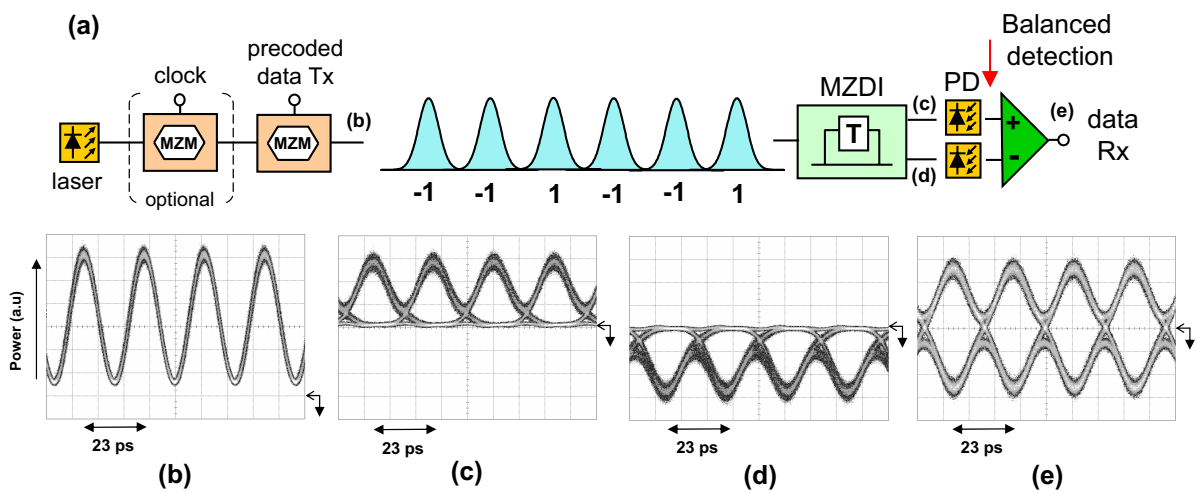 (a)
clock
precoded
data Tx
MZM
MZM
(b)
laser
optional
-1 -1 1 -1 -1 1
MZDI
T
(c)
(d)
PD
Balanced
detection
+
-
(e)
data
Rx
Power (a.u)
23 ps
23 ps
23 ps
23 ps
(b)
(c)
(d)
(e)